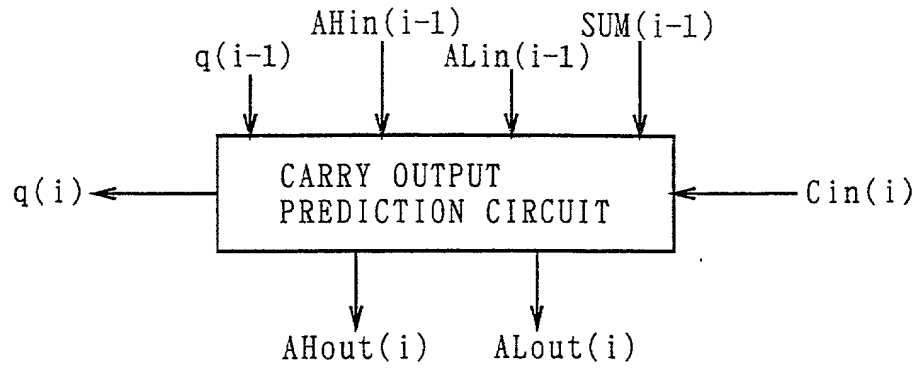 AHin(i-1)
SUM(i-1)
q(i-1)
ALin(i-1)
CARRY OUTPUT
PREDICTION CIRCUIT
q(i)
Cin(i)
AHout(i)
ALout(i)